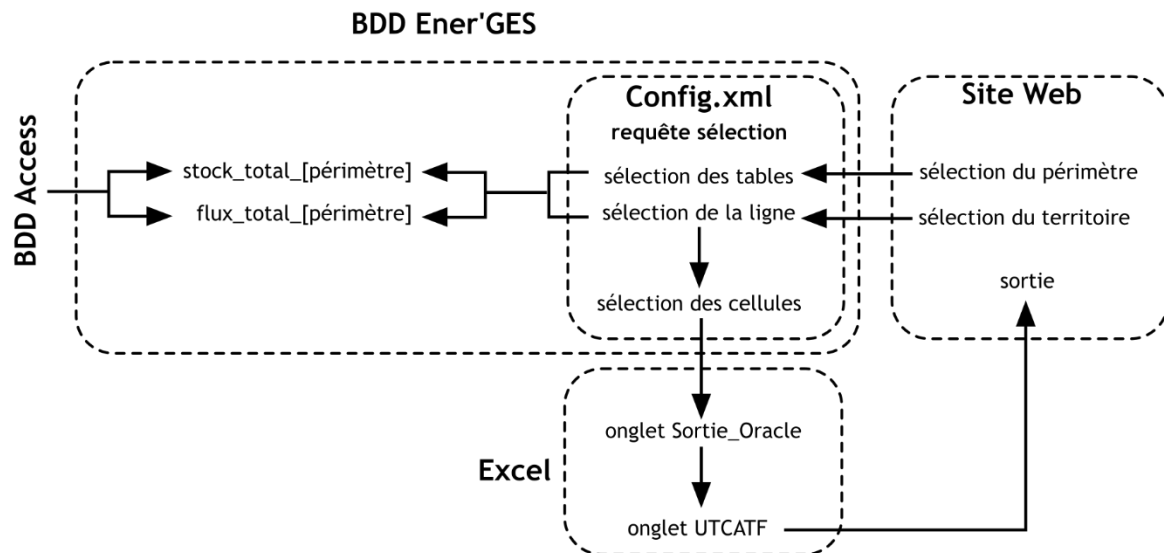 BDD Ener'GES
BDD Access
stock_total_[périmètre]
flux_total_[périmètre]
Config.xml
requête sélection
sélection des tables
sélection de la ligne
sélection des cellules
Site Web
sélection du périmètre
sélection du territoire
sortie
Excel
onglet Sortie_Oracle
onglet UTCATF